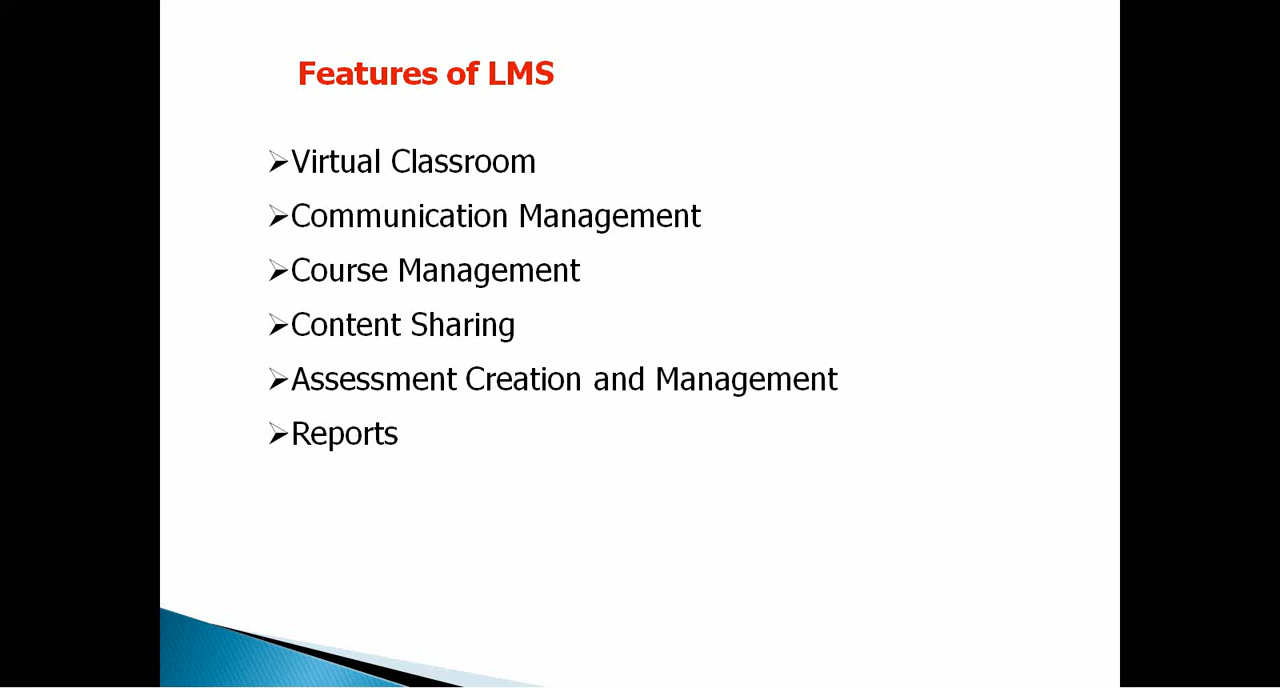 Features of LMS
➢Virtual Classroom
➢Communication Management
➢Course Management
➢Content Sharing
➢Assessment Creation and Management
➢Reports